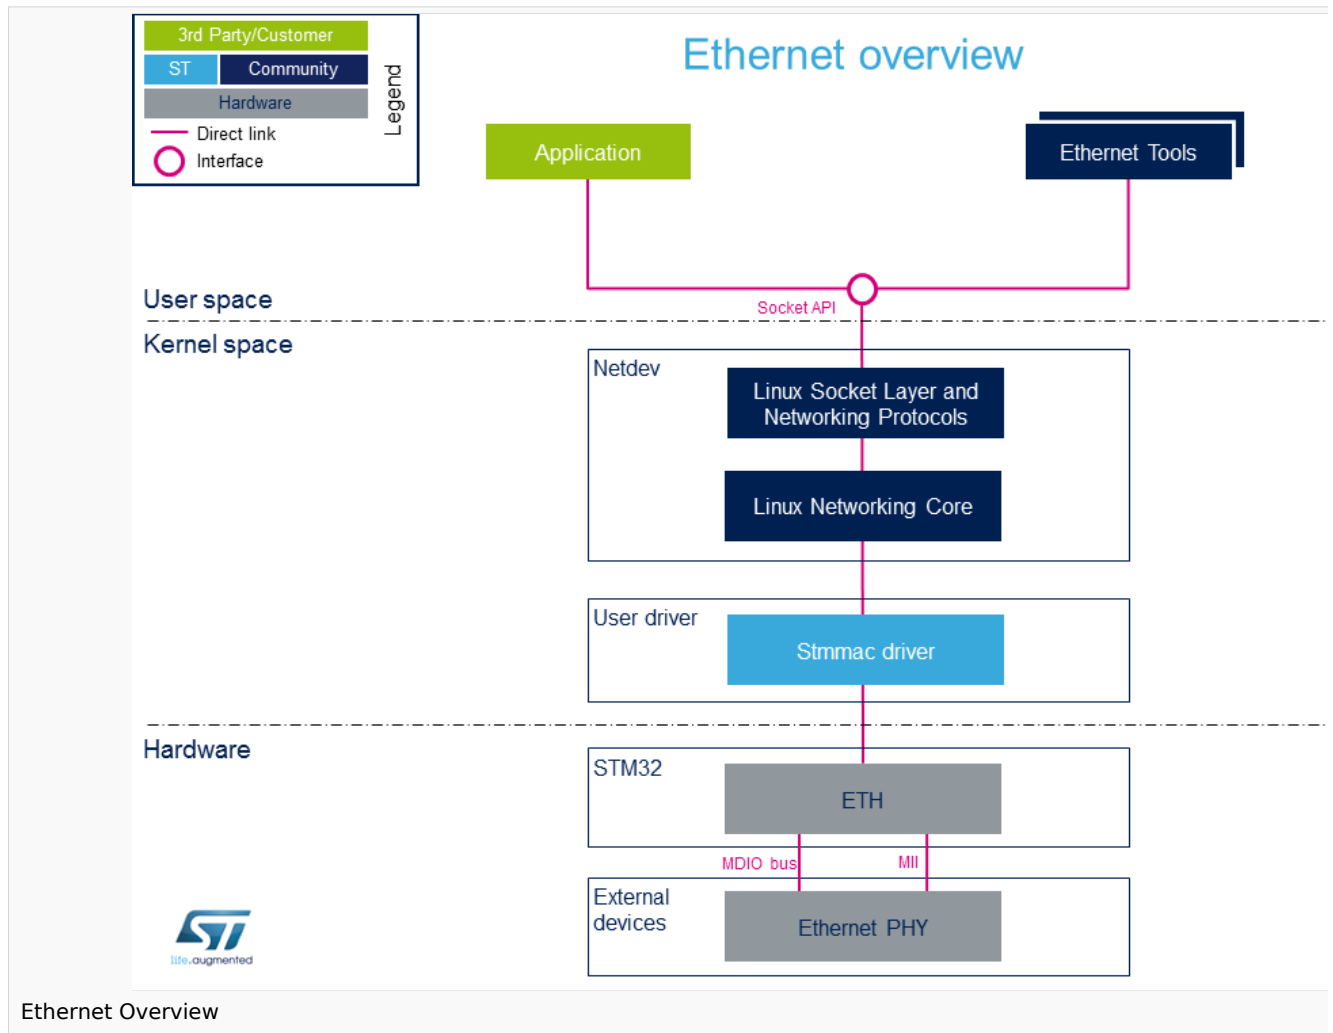 3rd Party/Customer
ST
Community
Hardware
Direct link
Interface
Legend
Ethernet overview
Application
Ethernet Tools
User space
Socket API
Kernel space
Netdev
Linux Socket Layer and
Networking Protocols
Linux Networking Core
User driver
Stmmac driver
Hardware
STM32
ETH
MDIO bus
MII
External
devices
Ethernet PHY
ST
life.augmented
Ethernet Overview